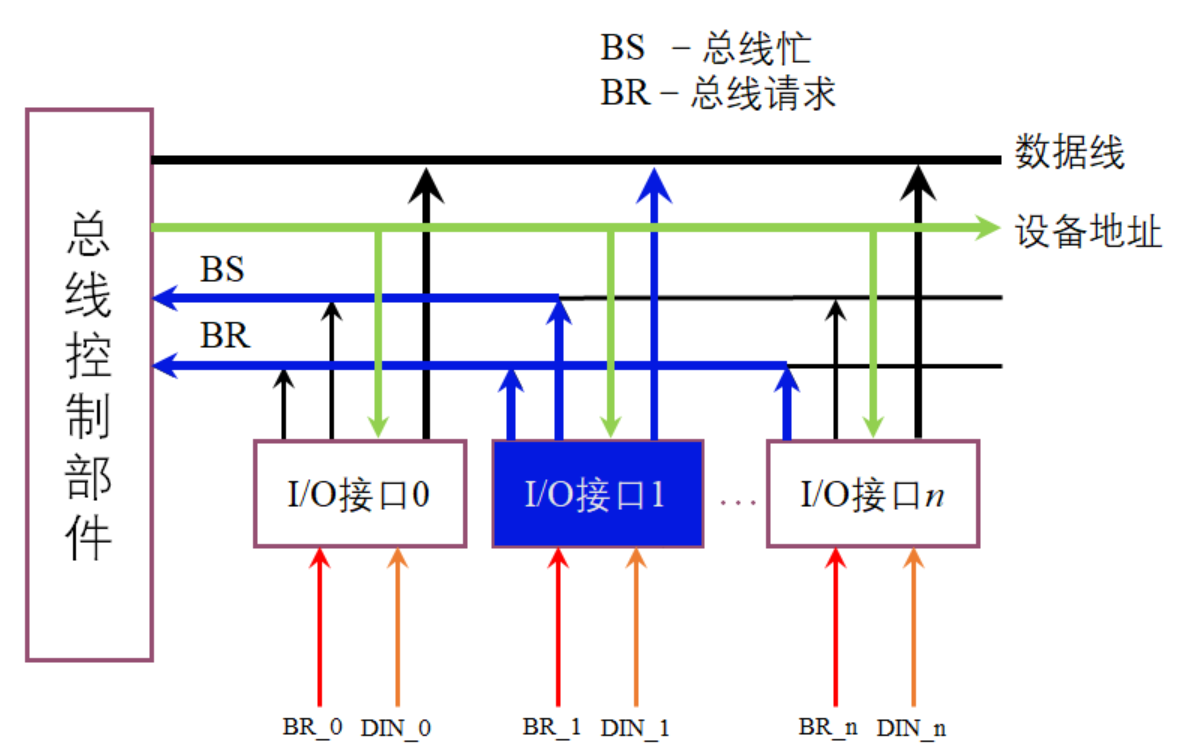 BS －总线忙
BR－总线请求
数据线
设备地址
总线控制部件
BS
BR
I/O接口0
I/O接口1
…
I/O接口n
BR_0
DIN_0
BR_1
DIN_1
BR_n
DIN_n